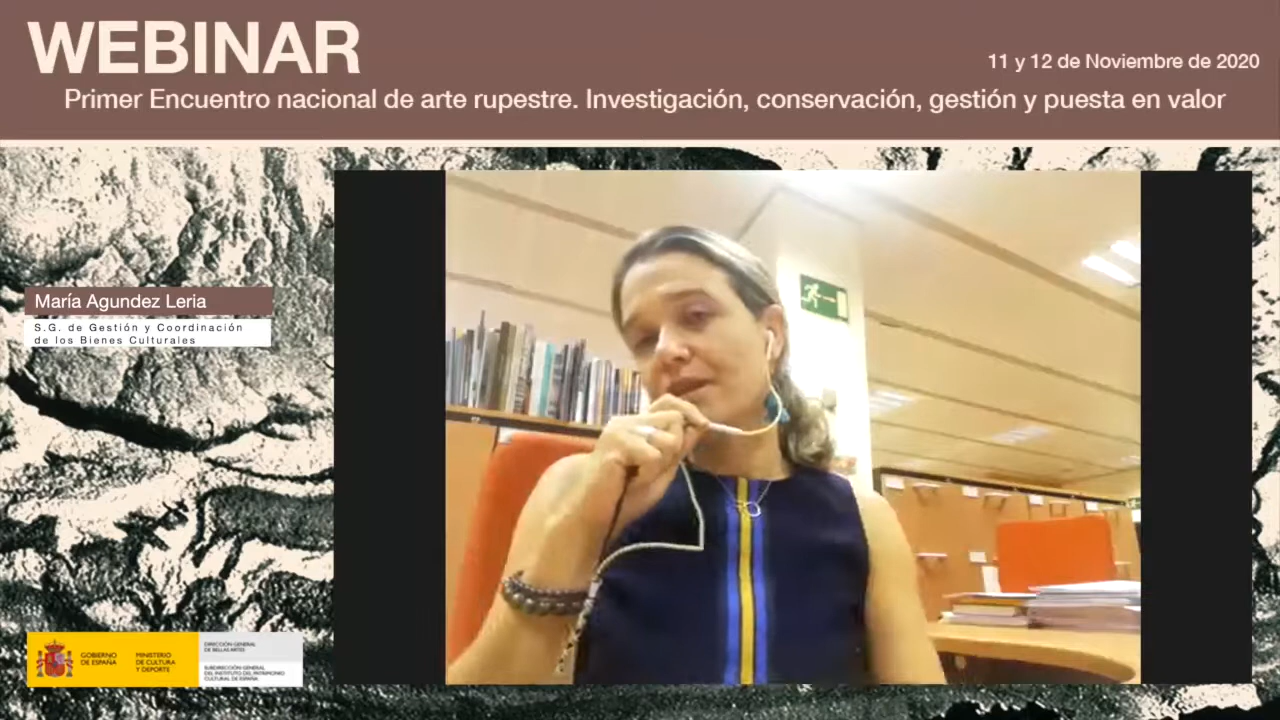 WEBINAR
11 y 12 de Noviembre de 2020
Primer Encuentro nacional de arte rupestre. Investigación, conservación, gestión y puesta en valor
María Agundez Leria
S.G. de Gestión y Coordinación
de los Bienes Culturales
GOBIERNO
DE ESPAÑA
MINISTERIO
DE CULTURA
Y DEPORTE
DIRECCIÓN GENERAL
DE BELLAS ARTES
SUBDIRECCIÓN GENERAL
DEL INSTITUTO DEL PATRIMONIO
CULTURAL DE ESPAÑA